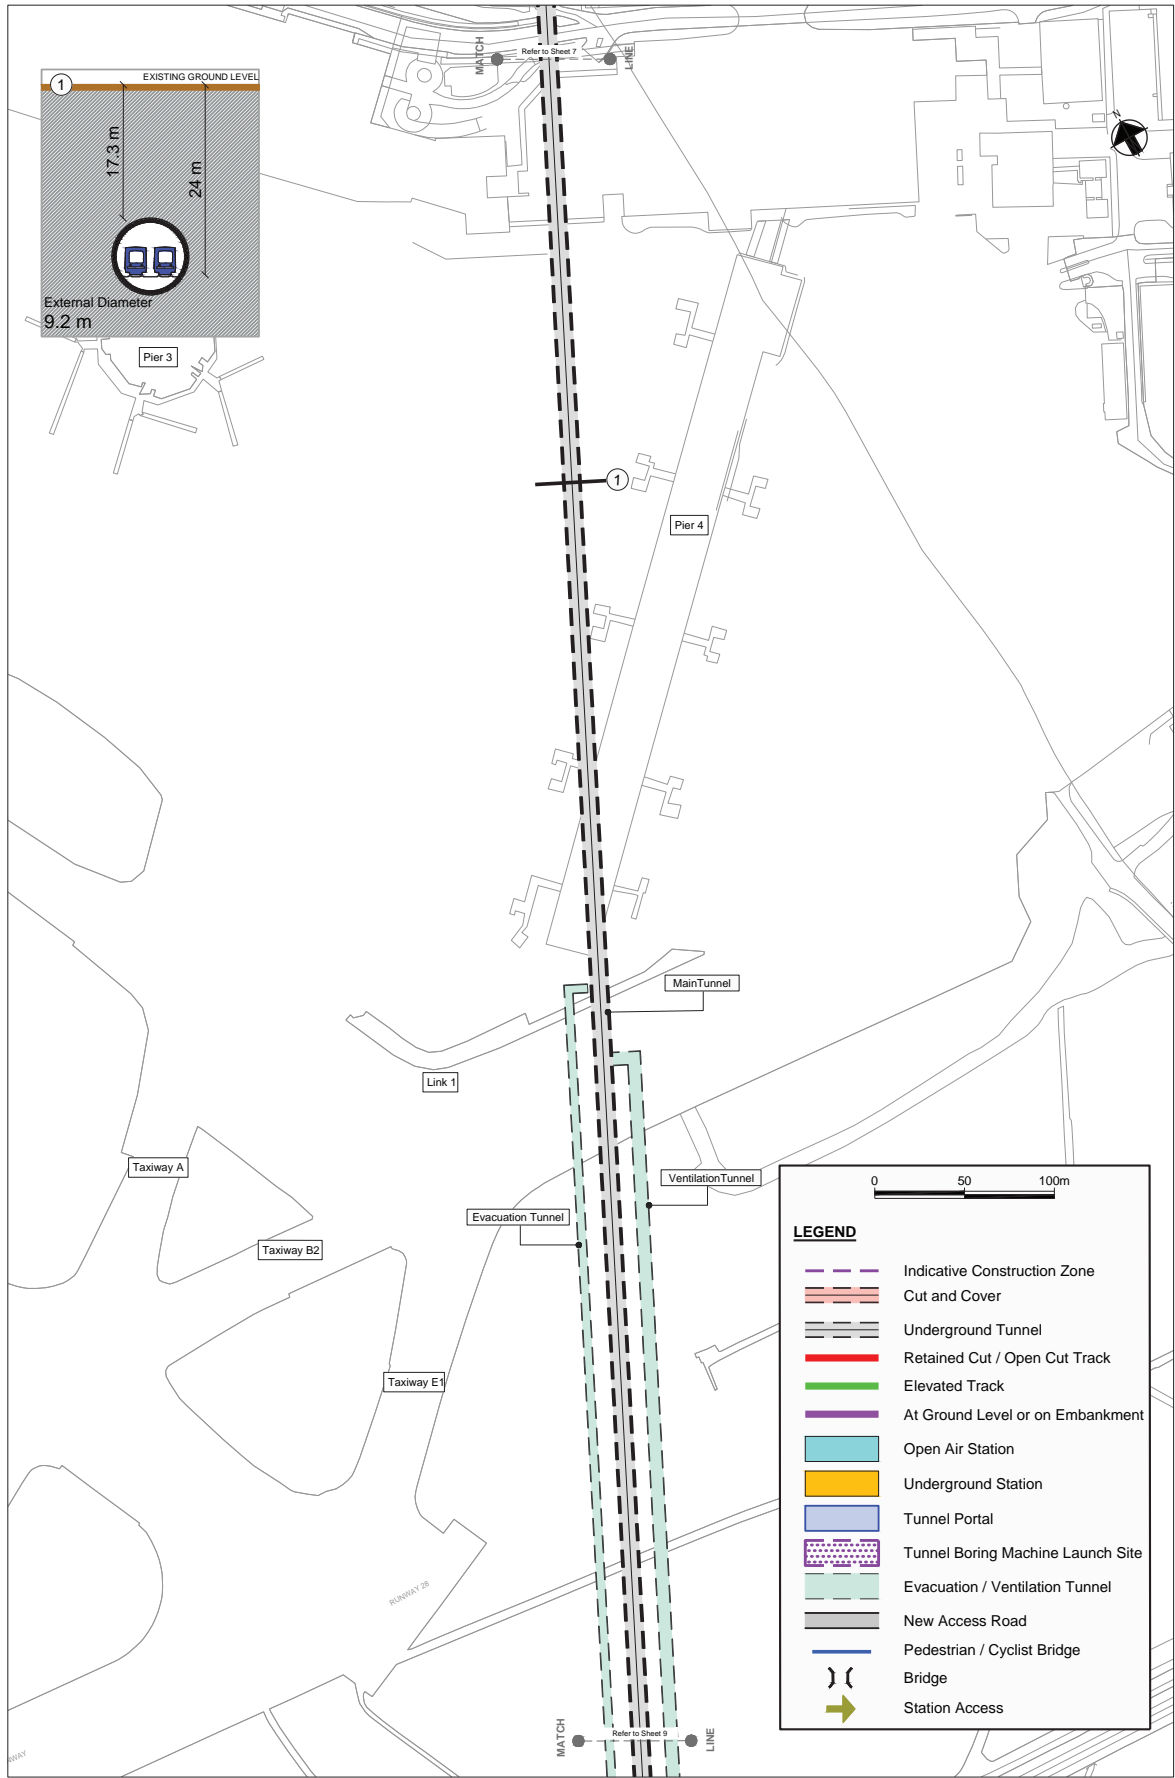 MATCH
Refer to Sheet 7
LINE
EXISTING GROUND LEVEL
1
17.3 m
24 m
External Diameter
9.2 m
N
Pier 3
1
Pier 4
MainTunnel
Link 1
Taxiway A
VentilationTunnel
Evacuation Tunnel
Taxiway B2
Taxiway E1
RUNWAY 28
MATCH
Refer to Sheet 9
LINE
0 50 100m
LEGEND
Indicative Construction Zone
Cut and Cover
Underground Tunnel
Retained Cut / Open Cut Track
Elevated Track
At Ground Level or on Embankment
Open Air Station
Underground Station
Tunnel Portal
Tunnel Boring Machine Launch Site
Evacuation / Ventilation Tunnel
New Access Road
Pedestrian / Cyclist Bridge
Bridge
Station Access